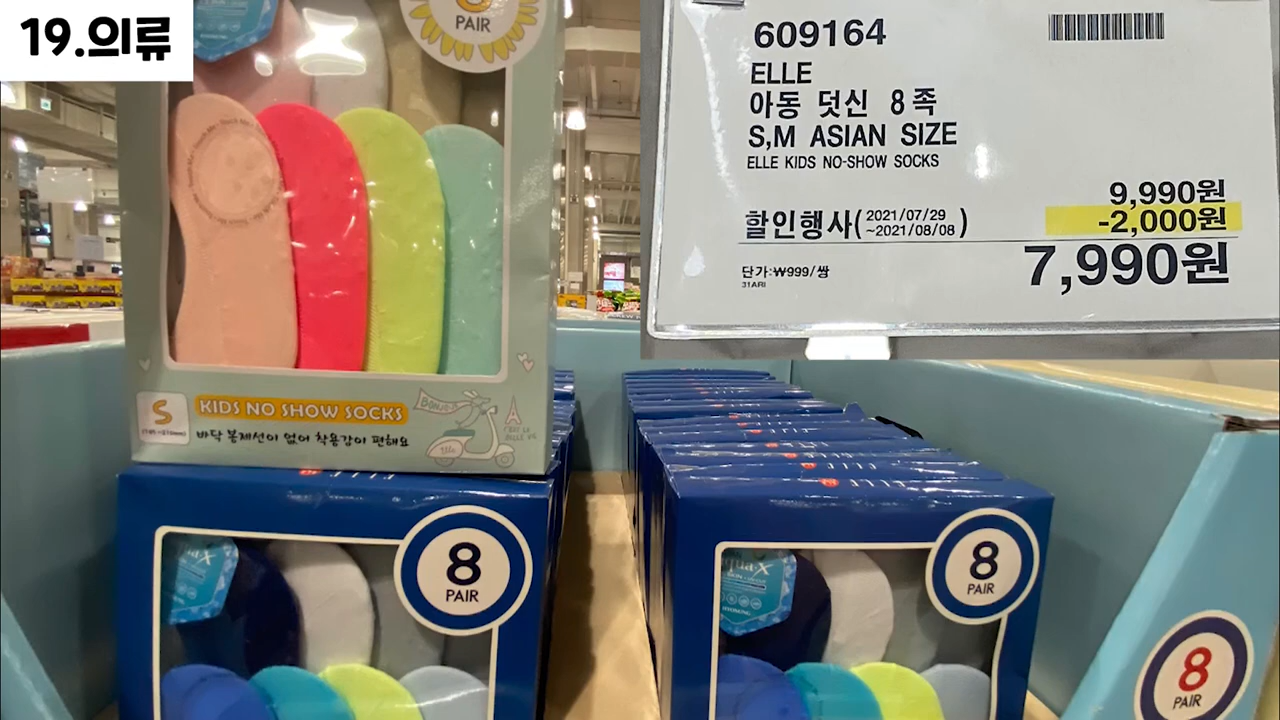 19.의류
PAIR
609164
ELLE
아동 덧신 8족
S,M ASIAN SIZE
ELLE KIDS NO-SHOW SOCKS
9,990원
-2,000원
할인행사(2021/07/29
~2021/08/08)
7,990원
단가:₩999/쌍
31ARI
S
KIDS NO SHOW SOCKS
바닥 봉제선이 없어 착용감이 편해요
BONJOUR
Elle
8
PAIR
8
PAIR
8
PAIR